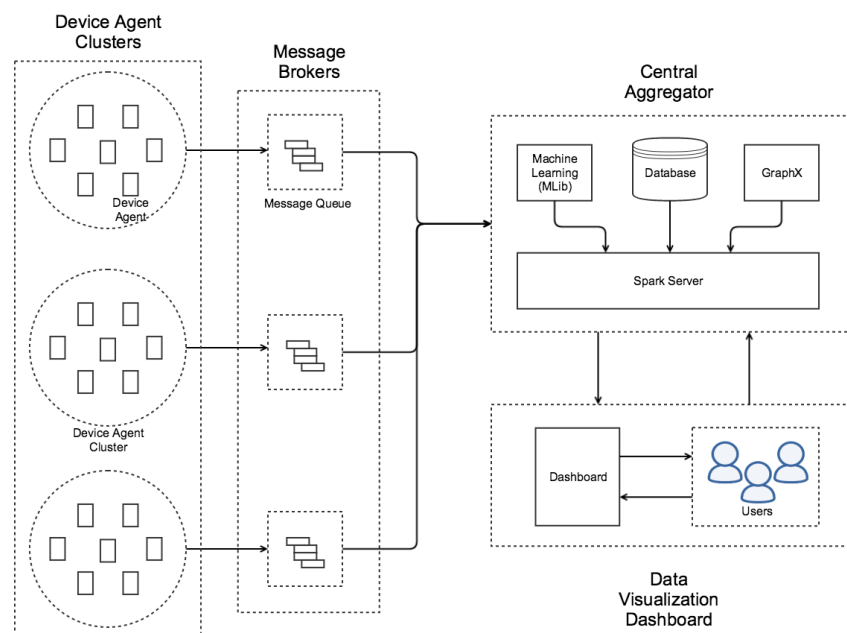 Device Agent
Clusters
Message
Brokers
Central
Aggregator
Device
Agent
Message Queue
Machine
Learning
(MLib)
Database
GraphX
Spark Server
Device Agent
Cluster
Dashboard
Users
Data
Visualization
Dashboard